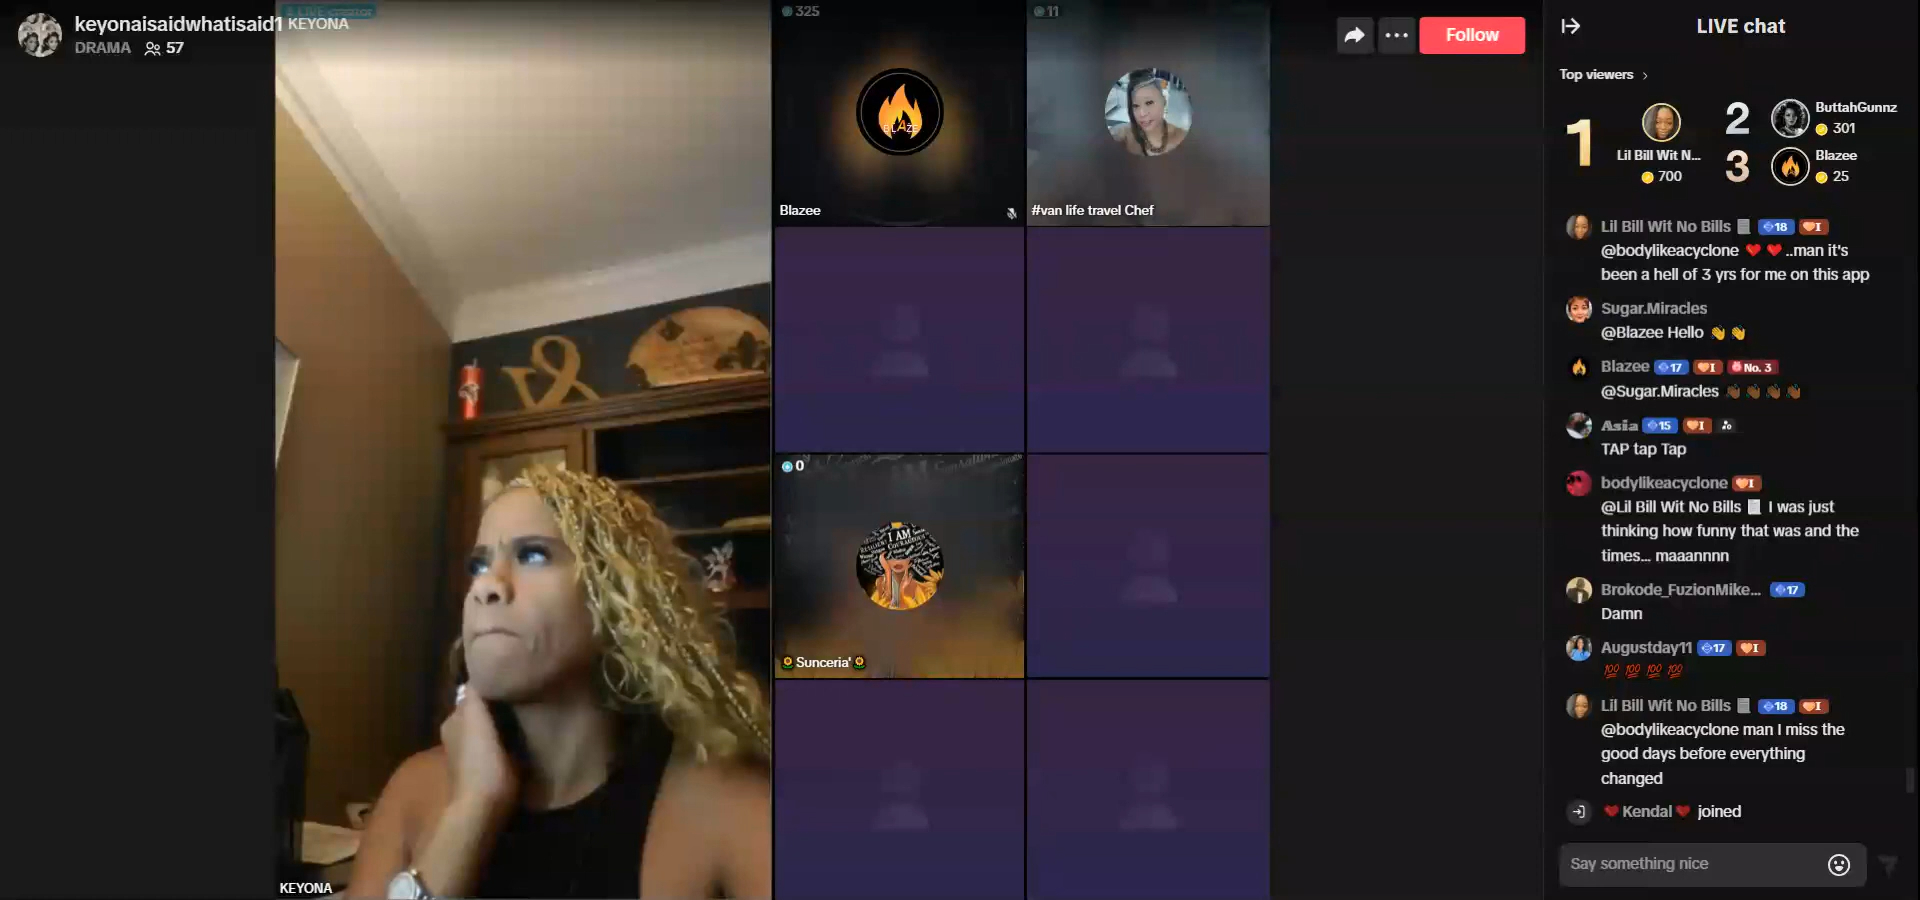 keyonaisaidwhatisaid1
DRAMA 57
LIVE creator
KEYONA
KEYONA
325
BLAZE
Blazee
11
#van life travel Chef
0
I AM
COURAGEOUS
🌻Sunceria'🌻
Follow
LIVE chat
Top viewers >
1
Lil Bill Wit N...
700
2
ButtahGunnz
301
3
Blazee
25
Lil Bill Wit No Bills 18 I
@bodylikeacyclone ❤️ ❤️ ..man it's
been a hell of 3 yrs for me on this app
Sugar.Miracles
@Blazee Hello 👏 👏
Blazee 17 I No. 3
@Sugar.Miracles 👏🏾 👏🏾 👏🏾 👏🏾
𝔸𝕤𝕚𝕒 15 I
TAP tap Tap
bodylikeacyclone I
@Lil Bill Wit No Bills I was just
thinking how funny that was and the
times... maaannnn
Brokode_FuzionMike... 17
Damn
Augustday11 17 I
💯 💯 💯 💯
Lil Bill Wit No Bills 18 I
@bodylikeacyclone man I miss the
good days before everything
changed
❤️Kendal❤️ joined
Say something nice